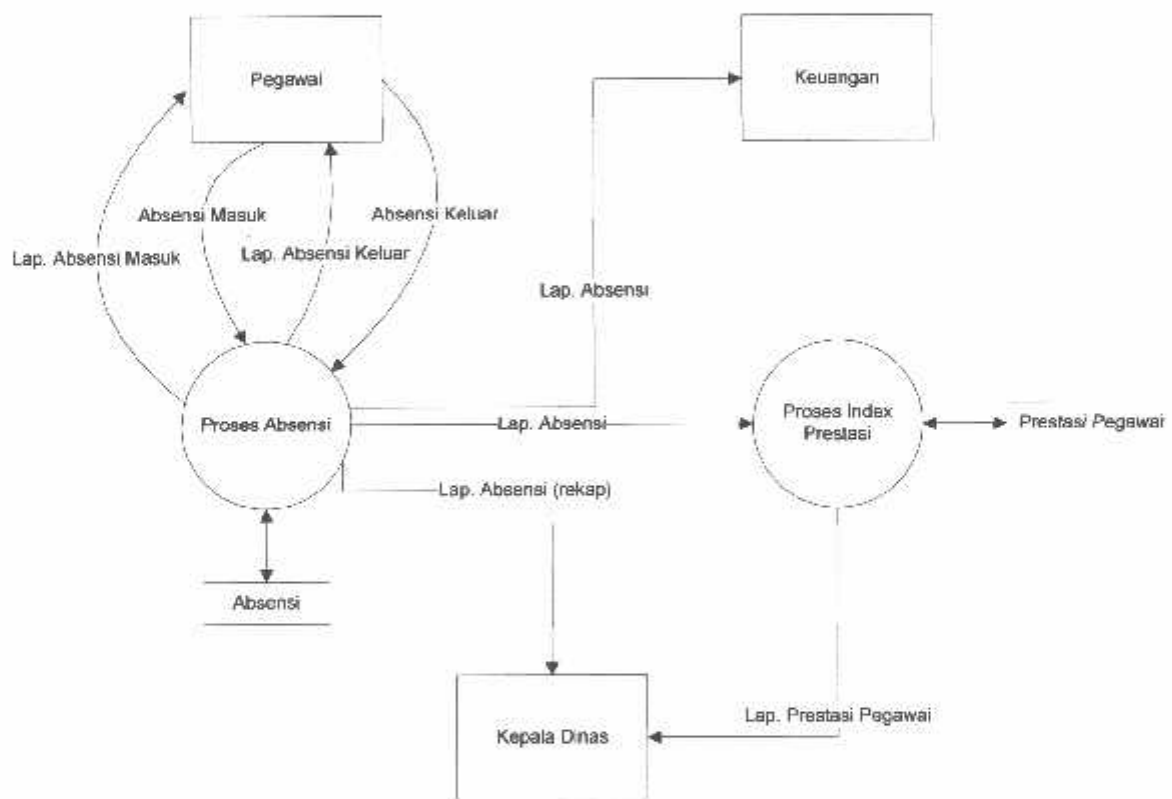 Pegawai
Keuangan
Absensi Masuk
Absensi Keluar
Lap. Absensi Masuk
Lap. Absensi Keluar
Lap. Absensi
Proses Absensi
Lap. Absensi
Proses Index
Prestasi
Prestasi Pegawai
Lap. Absensi (rekap)
Absensi
Kepala Dinas
Lap. Prestasi Pegawai